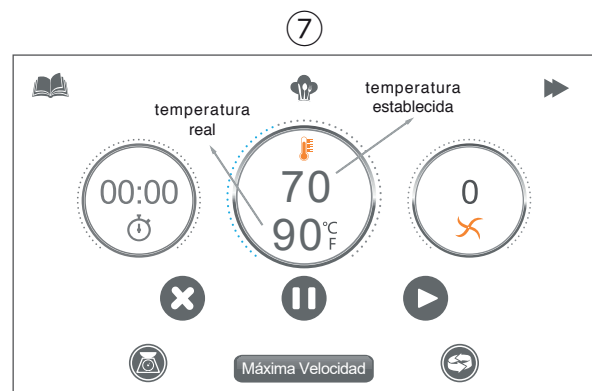 7
temperatura
real
temperatura
establecida
00:00
70
90°C
F
0
Máxima Velocidad